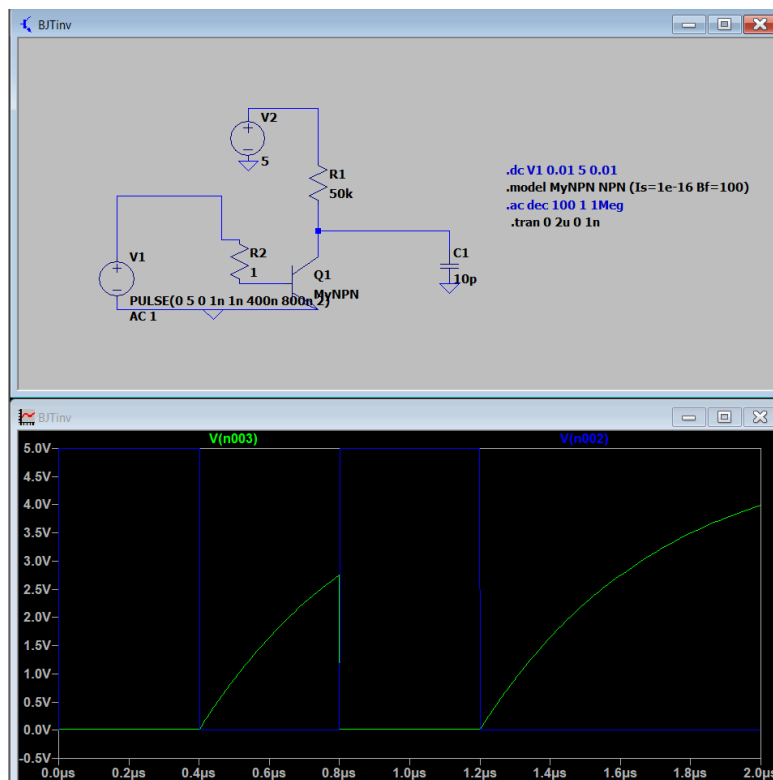 BJTinv
V2
5
R1
50k
.dc V1 0.01 5 0.01
.model MyNPN NPN (Is=1e-16 Bf=100)
.ac dec 100 1 1Meg
.tran 0 2u 0 1n
V1
R2
1
Q1
MyNPN
C1
10p
PULSE(0 5 0 1n 1n 400n 800n 2)
AC 1
BJTinv
V(n003) V(n002)
5.0V
4.5V
4.0V
3.5V
3.0V
2.5V
2.0V
1.5V
1.0V
0.5V
0.0V
-0.5V
0.0µs 0.2µs 0.4µs 0.6µs 0.8µs 1.0µs 1.2µs 1.4µs 1.6µs 1.8µs 2.0µ